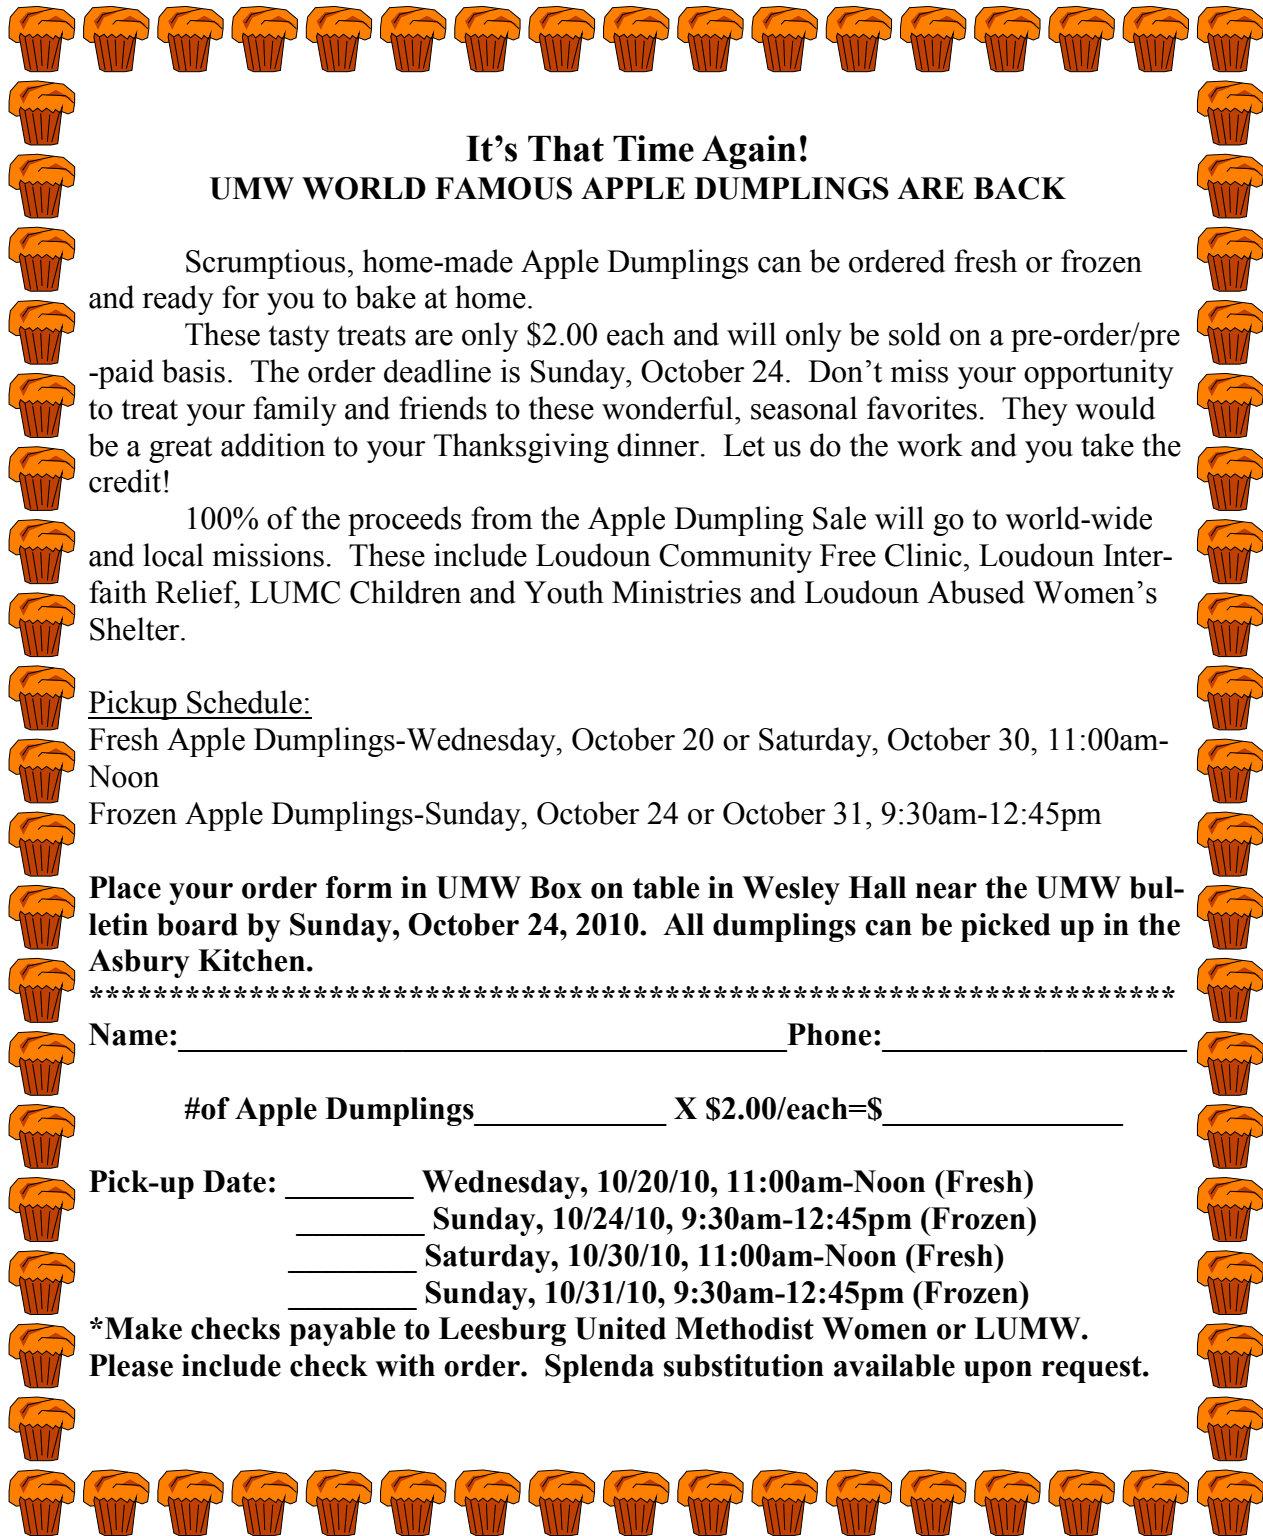 It's That Time Again!
UMW WORLD FAMOUS APPLE DUMPLINGS ARE BACK
Scrumptious, home-made Apple Dumplings can be ordered fresh or frozen
and ready for you to bake at home.
These tasty treats are only $2.00 each and will only be sold on a pre-order/pre
-paid basis.  The order deadline is Sunday, October 24.  Don't miss your opportunity
to treat your family and friends to these wonderful, seasonal favorites.  They would
be a great addition to your Thanksgiving dinner.  Let us do the work and you take the
credit!
100% of the proceeds from the Apple Dumpling Sale will go to world-wide
and local missions.  These include Loudoun Community Free Clinic, Loudoun Inter-
faith Relief, LUMC Children and Youth Ministries and Loudoun Abused Women's
Shelter.
Pickup Schedule:
Fresh Apple Dumplings-Wednesday, October 20 or Saturday, October 30, 11:00am-
Noon
Frozen Apple Dumplings-Sunday, October 24 or October 31, 9:30am-12:45pm
Place your order form in UMW Box on table in Wesley Hall near the UMW bul-
letin board by Sunday, October 24, 2010.  All dumplings can be picked up in the
Asbury Kitchen.
********************************************************************
Name:______________________________________Phone:___________________
#of Apple Dumplings____________ X $2.00/each=$_______________
Pick-up Date: ________ Wednesday, 10/20/10, 11:00am-Noon (Fresh)
________ Sunday, 10/24/10, 9:30am-12:45pm (Frozen)
________ Saturday, 10/30/10, 11:00am-Noon (Fresh)
________ Sunday, 10/31/10, 9:30am-12:45pm (Frozen)
*Make checks payable to Leesburg United Methodist Women or LUMW.
Please include check with order.  Splenda substitution available upon request.